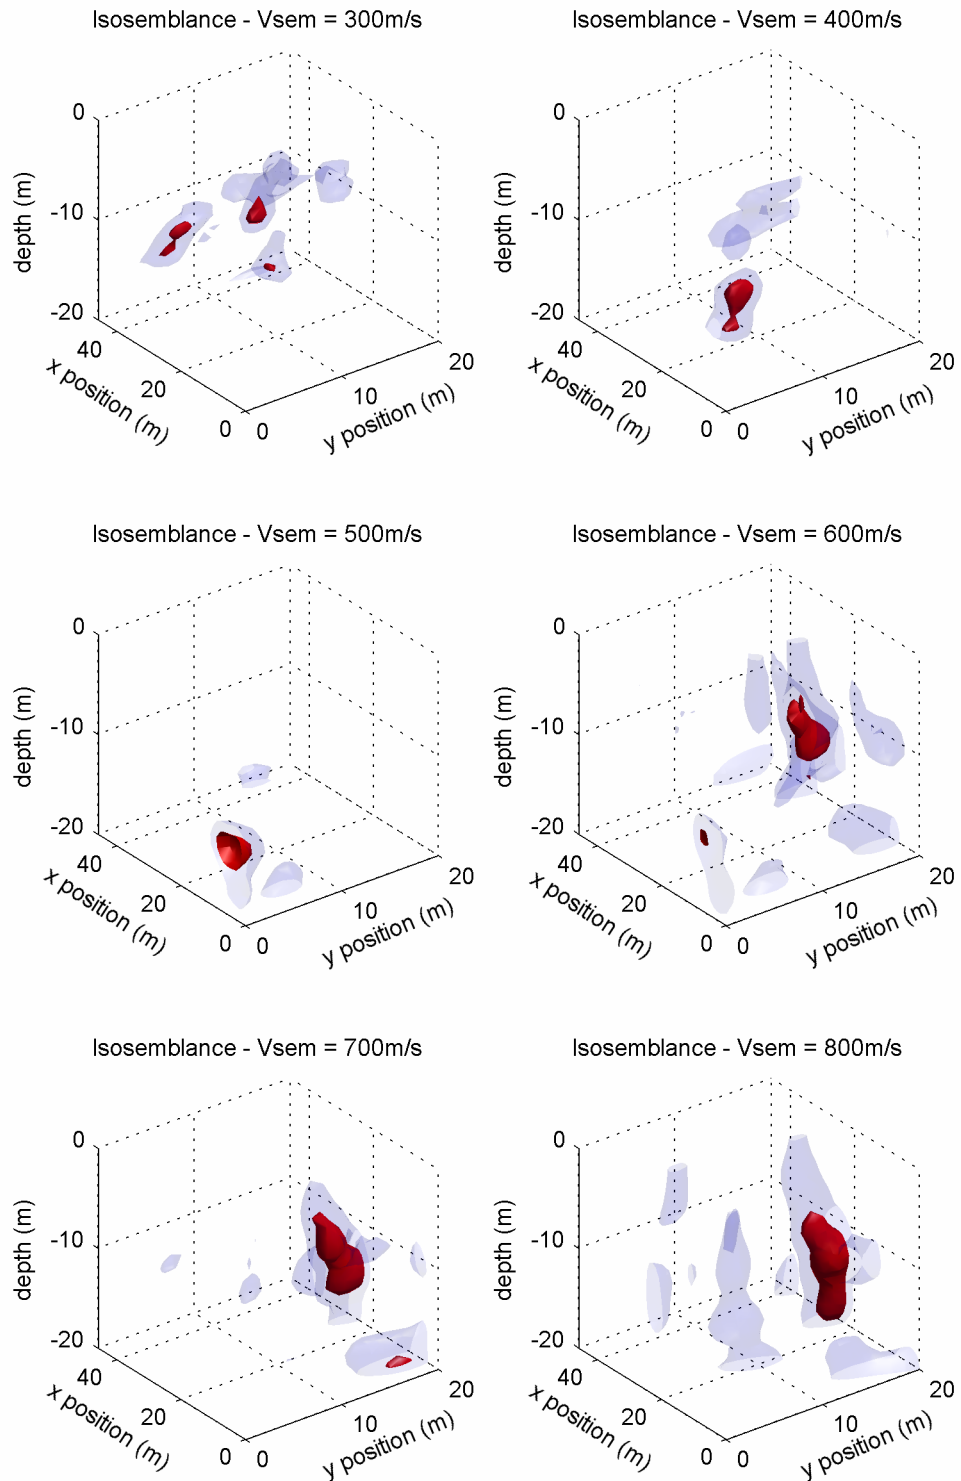 Isosemblance - Vsem = 300m/s
Isosemblance - Vsem = 400m/s
0
-10
-20
depth (m)
40
20
0
x position (m)
0
10
20
y position (m)
0
-10
-20
depth (m)
40
20
0
x position (m)
0
10
20
y position (m)
Isosemblance - Vsem = 500m/s
Isosemblance - Vsem = 600m/s
0
-10
-20
depth (m)
40
20
0
x position (m)
0
10
20
y position (m)
0
-10
-20
depth (m)
40
20
0
x position (m)
0
10
20
y position (m)
Isosemblance - Vsem = 700m/s
Isosemblance - Vsem = 800m/s
0
-10
-20
depth (m)
40
20
0
x position (m)
0
10
20
y position (m)
0
-10
-20
depth (m)
40
20
0
x position (m)
0
10
20
y position (m)